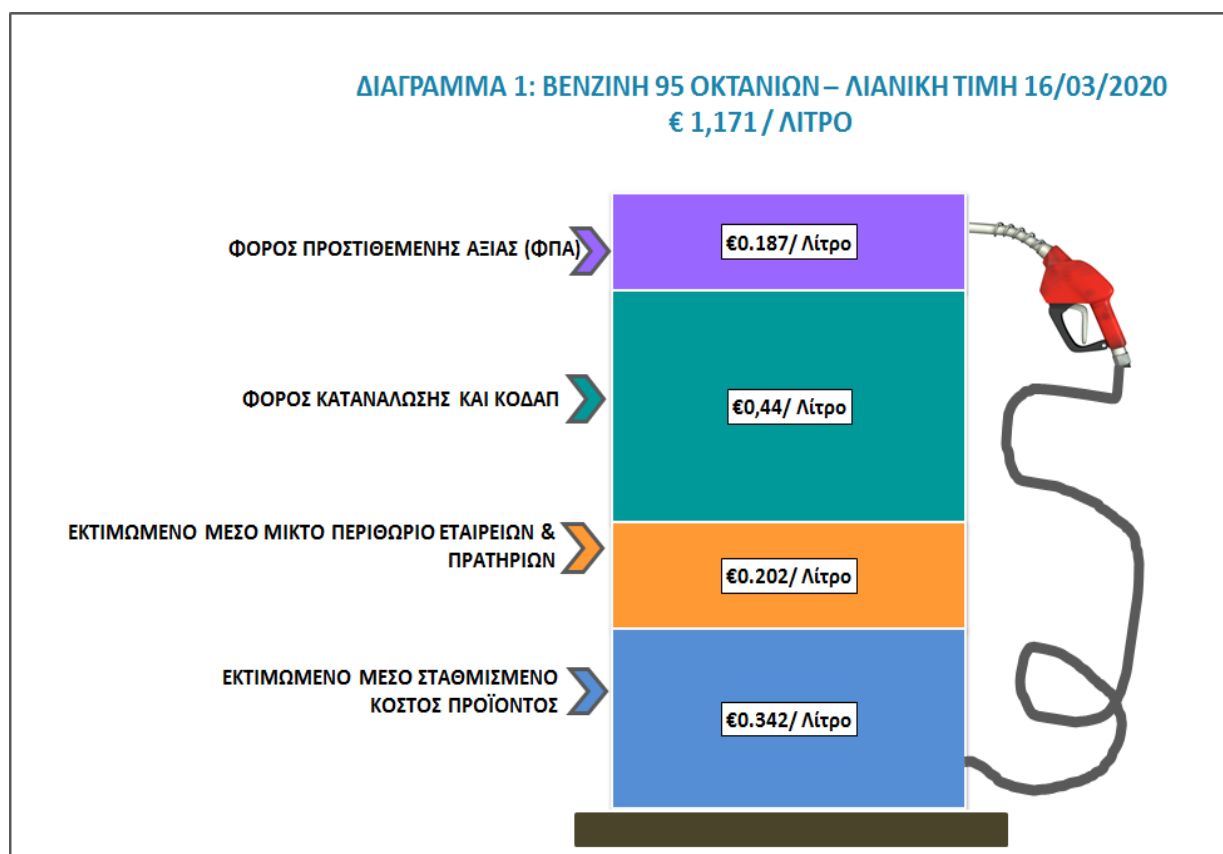 ΔΙΑΓΡΑΜΜΑ 1: ΒΕΝΖΙΝΗ 95 ΟΚΤΑΝΙΩΝ – ΛΙΑΝΙΚΗ ΤΙΜΗ 16/03/2020
€ 1,171 / ΛΙΤΡΟ
ΦΟΡΟΣ ΠΡΟΣΤΙΘΕΜΕΝΗΣ ΑΞΙΑΣ (ΦΠΑ)
€0.187/ Λίτρο
ΦΟΡΟΣ ΚΑΤΑΝΑΛΩΣΗΣ ΚΑΙ ΚΟΔΑΠ
€0,44/ Λίτρο
ΕΚΤΙΜΩΜΕΝΟ ΜΕΣΟ ΜΙΚΤΟ ΠΕΡΙΘΩΡΙΟ ΕΤΑΙΡΕΙΩΝ &
ΠΡΑΤΗΡΙΩΝ
€0.202/ Λίτρο
ΕΚΤΙΜΩΜΕΝΟ ΜΕΣΟ ΣΤΑΘΜΙΣΜΕΝΟ
ΚΟΣΤΟΣ ΠΡΟΪΟΝΤΟΣ
€0.342/ Λίτρο